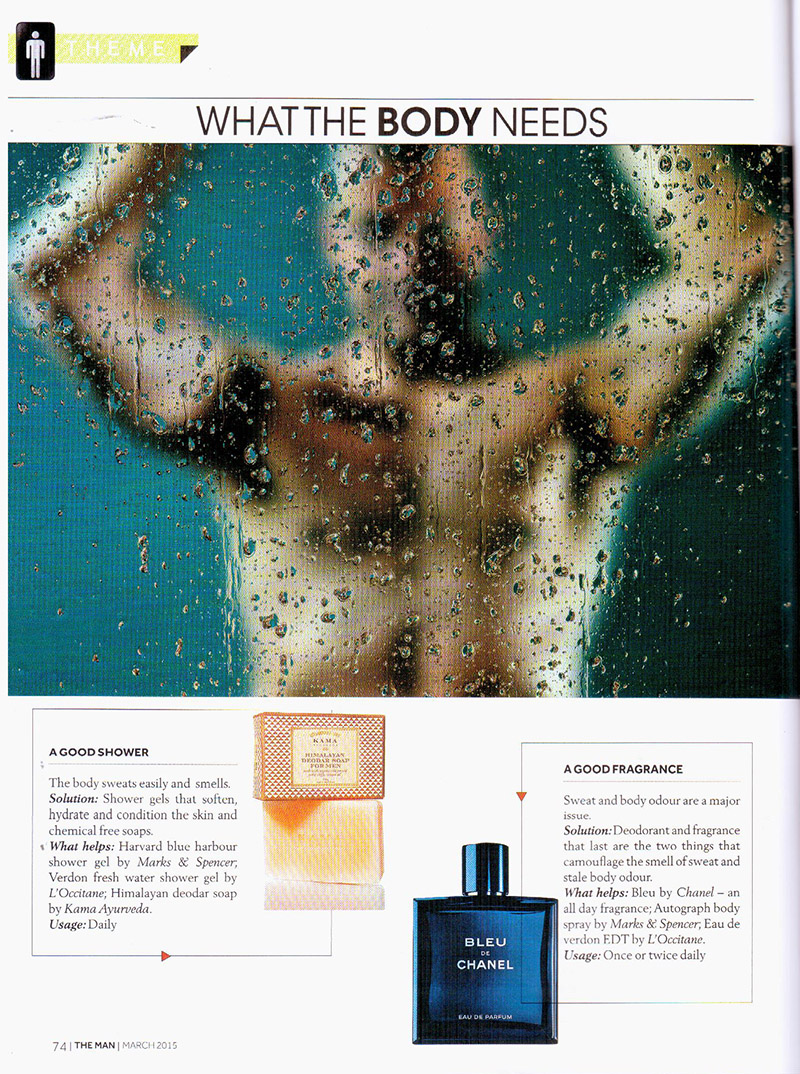 THEME
WHAT THE BODY NEEDS
A GOOD SHOWER
The body sweats easily and smells.
Solution: Shower gels that soften,
hydrate and condition the skin and
chemical free soaps.
What helps: Harvard blue harbour
shower gel by Marks & Spencer;
Verdon fresh water shower gel by
L'Occitane; Himalayan deodar soap
by Kama Ayurveda.
Usage: Daily
KAMA
HIMALAYAN
DEODAR SOAP
FOR MEN
A GOOD FRAGRANCE
Sweat and body odour are a major
issue.
Solution: Deodorant and fragrance
that last are the two things that
camouflage the smell of sweat and
stale body odour.
What helps: Bleu by Chanel – an
all day fragrance; Autograph body
spray by Marks & Spencer; Eau de
verdon EDT by L'Occitane.
Usage: Once or twice daily
BLEU
DE
CHANEL
EAU DE PARFUM
74 | THE MAN | MARCH 2015